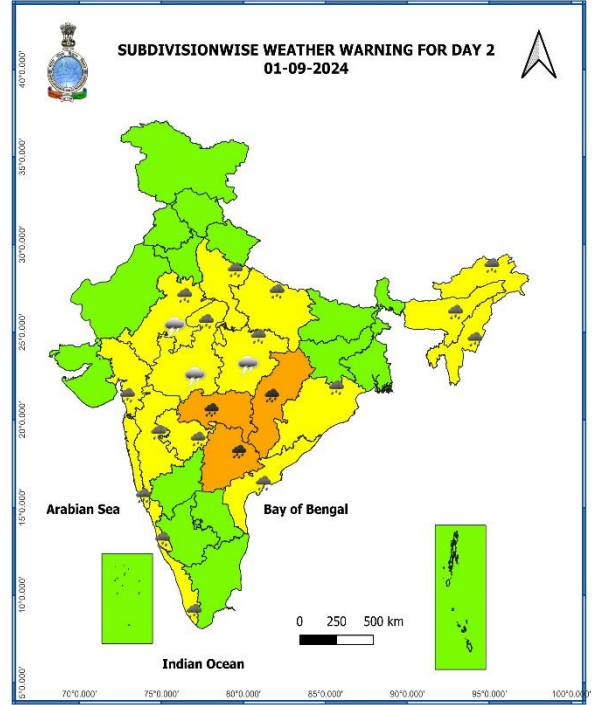 SUBDIVISIONWISE WEATHER WARNING FOR DAY 2
01-09-2024
40°0.000'
35°0.000'
30°0.000'
25°0.000'
20°0.000'
15°0.000'
10°0.000'
5°0.000'
Arabian Sea
Bay of Bengal
0 250 500 km
Indian Ocean
70°0.000' 75°0.000' 80°0.000' 85°0.000' 90°0.000' 95°0.000' 100°0.000'